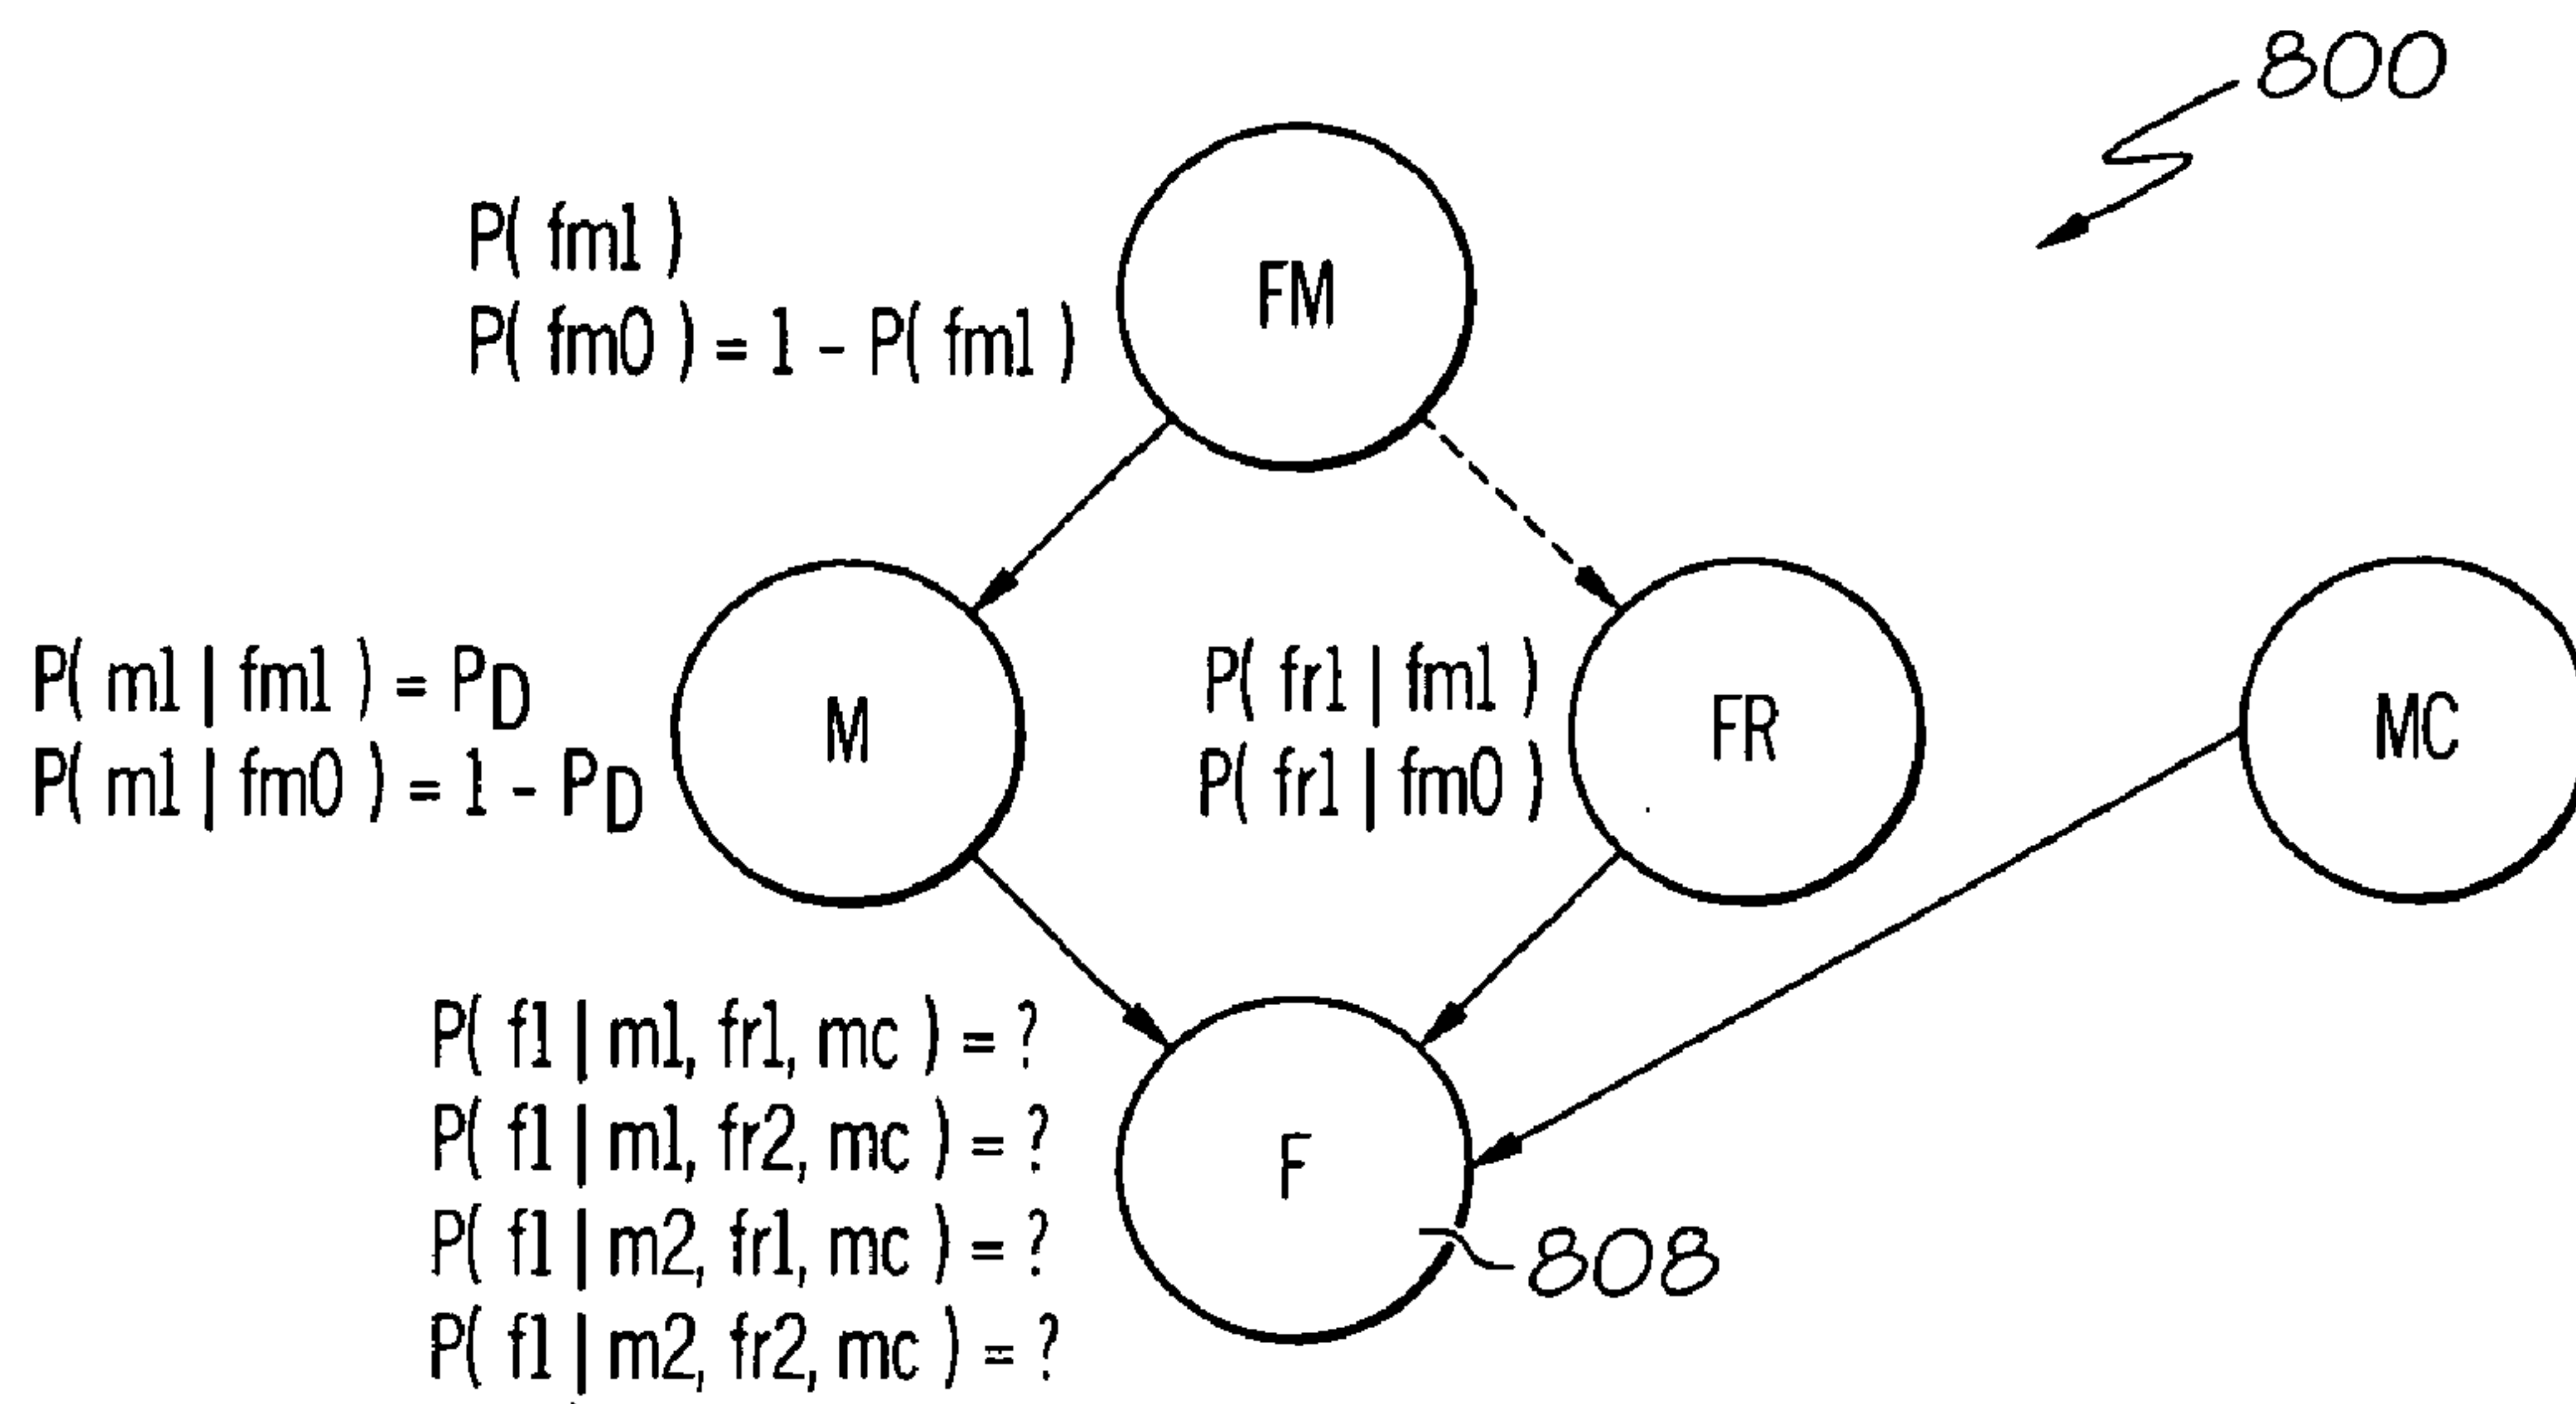 800
P( fm1 )
P( fm0 ) = 1 - P( fm1 )
FM
P( m1 | fm1 ) = PD
P( m1 | fm0 ) = 1 - PD
M
P( fr1 | fm1 )
P( fr1 | fm0 )
FR
MC
P( f1 | m1, fr1, mc ) = ?
P( f1 | m1, fr2, mc ) = ?
P( f1 | m2, fr1, mc ) = ?
P( f1 | m2, fr2, mc ) = ?
F
808